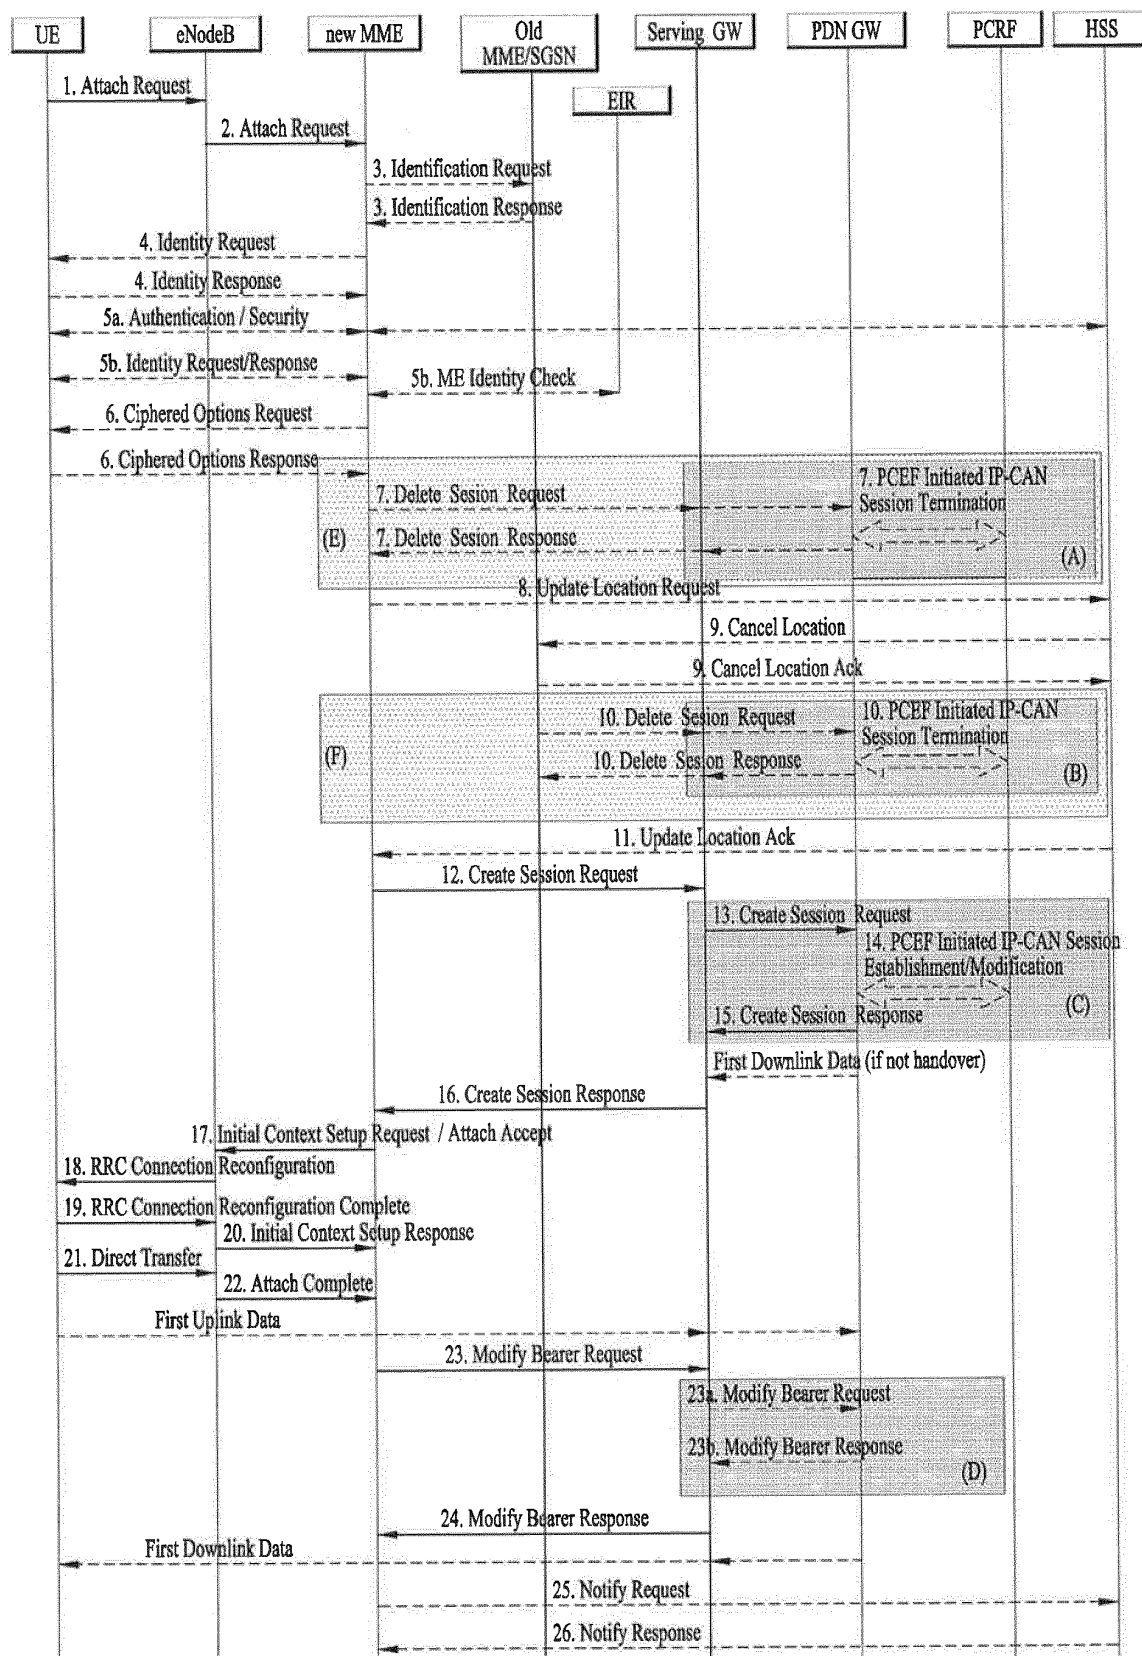 UE
eNodeB
new MME
Old
MME/SGSN
Serving GW
PDN GW
PCRF
HSS
EIR
1. Attach Request
2. Attach Request
3. Identification Request
3. Identification Response
4. Identity Request
4. Identity Response
5a. Authentication / Security
5b. Identity Request/Response
5b. ME Identity Check
6. Ciphered Options Request
6. Ciphered Options Response
7. Delete Sesion Request
7. PCEF Initiated IP-CAN
Session Termination
(E)
7. Delete Sesion Response
(A)
8. Update Location Request
9. Cancel Location
9. Cancel Location Ack
10. Delete Sesion Request
10. PCEF Initiated IP-CAN
Session Termination
(F)
10. Delete Sesion Response
(B)
11. Update Location Ack
12. Create Session Request
13. Create Session Request
14. PCEF Initiated IP-CAN Session
Establishment/Modification
(C)
15. Create Session Response
First Downlink Data (if not handover)
16. Create Session Response
17. Initial Context Setup Request / Attach Accept
18. RRC Connection Reconfiguration
19. RRC Connection Reconfiguration Complete
20. Initial Context Setup Response
21. Direct Transfer
22. Attach Complete
First Uplink Data
23. Modify Bearer Request
23a. Modify Bearer Request
23b. Modify Bearer Response
(D)
24. Modify Bearer Response
First Downlink Data
25. Notify Request
26. Notify Response